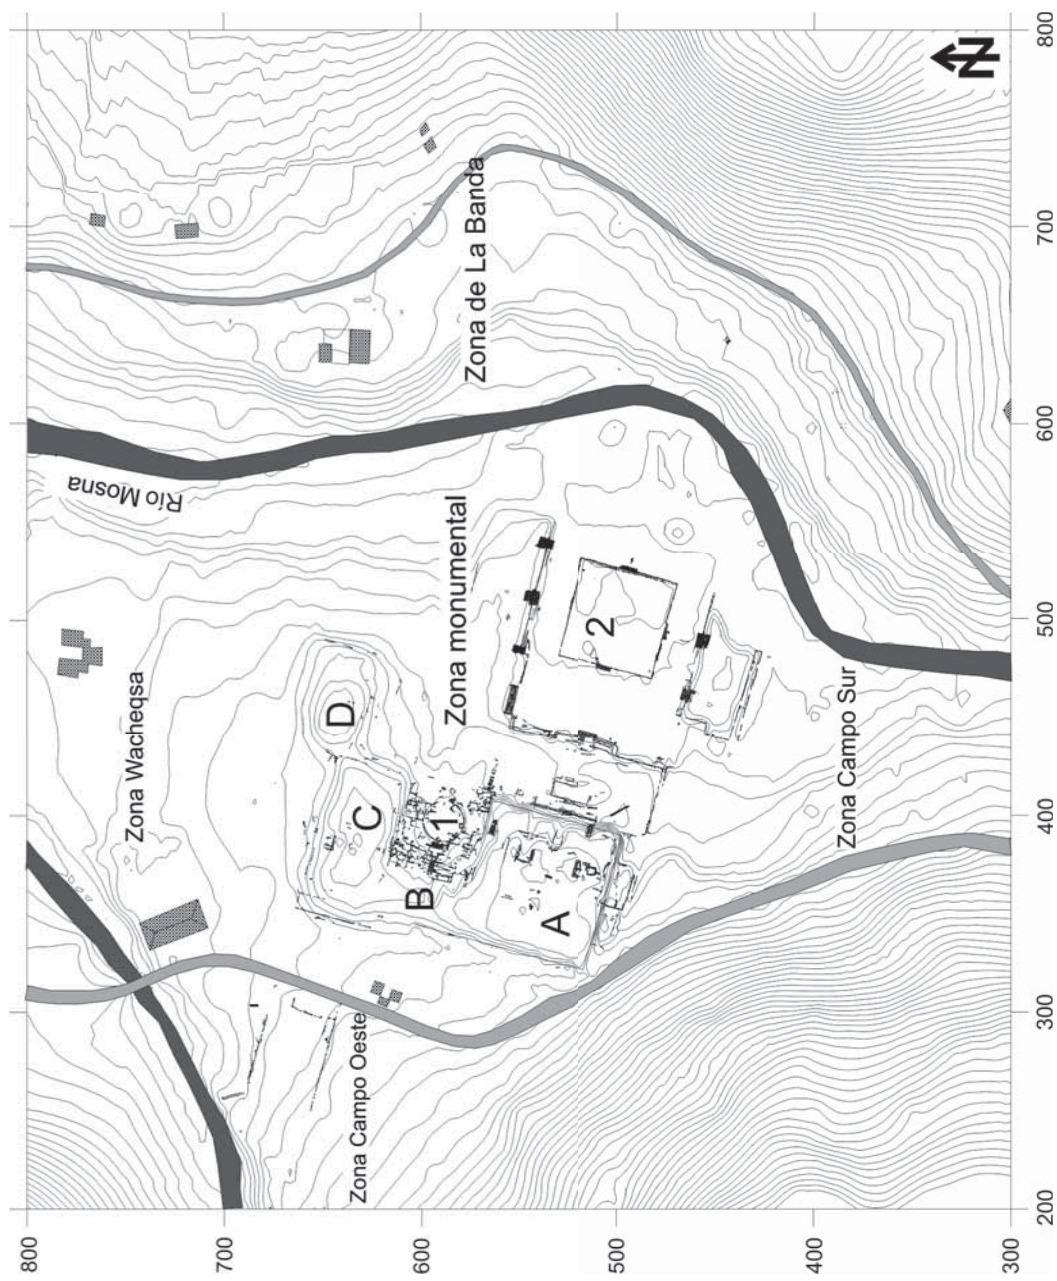 800
Río Mosna
Zona Wacheqsa
700
D
Zona Campo Oeste
C
B
600
1
Zona monumental
Zona de La Banda
A
2
500
400
Zona Campo Sur
N
300
200 300 400 500 600 700 800